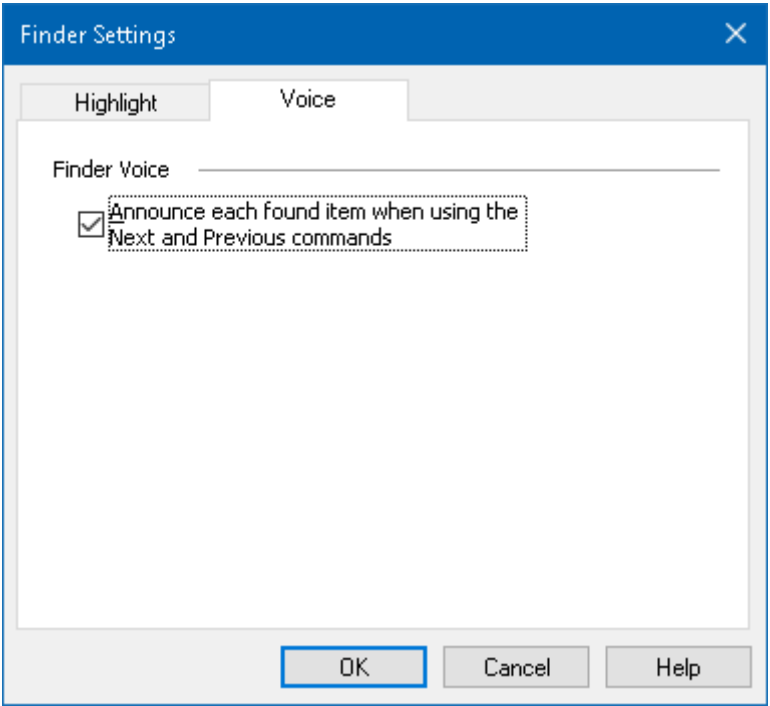 Finder Settings
Highlight
Voice
Finder Voice
Announce each found item when using the
Next and Previous commands
OK
Cancel
Help